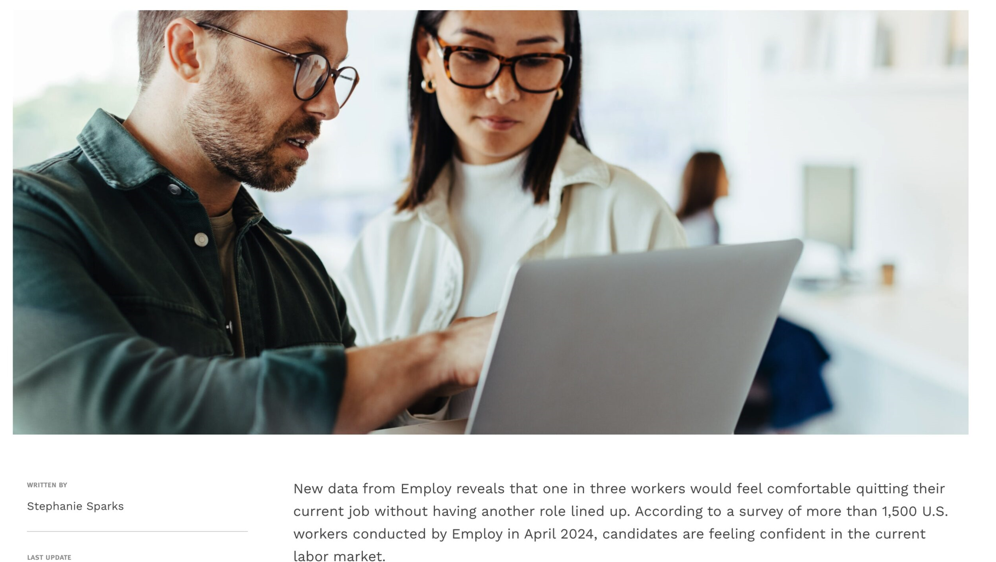 WRITTEN BY
Stephanie Sparks
LAST UPDATE
New data from Employ reveals that one in three workers would feel comfortable quitting their
current job without having another role lined up. According to a survey of more than 1,500 U.S.
workers conducted by Employ in April 2024, candidates are feeling confident in the current
labor market.